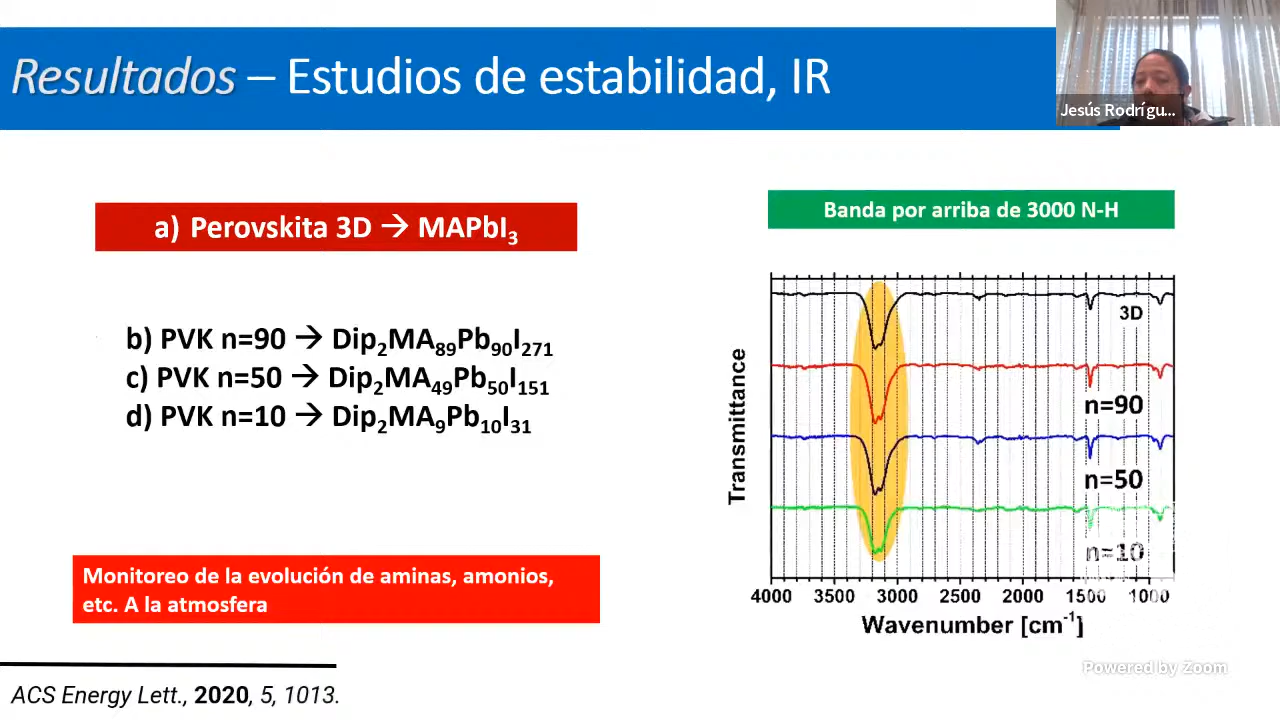 Resultados – Estudios de estabilidad, IR
Jesús Rodrígu...
a) Perovskita 3D → MAPbI₃
b) PVK n=90 → Dip₂MA₈₉Pb₉₀I₂₇₁
c) PVK n=50 → Dip₂MA₄₉Pb₅₀I₁₅₁
d) PVK n=10 → Dip₂MA₉Pb₁₀I₃₁
Monitoreo de la evolución de aminas, amonios,
etc. A la atmosfera
ACS Energy Lett., 2020, 5, 1013.
Banda por arriba de 3000 N-H
Transmittance
3D
n=90
n=50
n=10
4000 3500 3000 2500 2000 1500 1000
Wavenumber [cm⁻¹]
Powered by Zoom